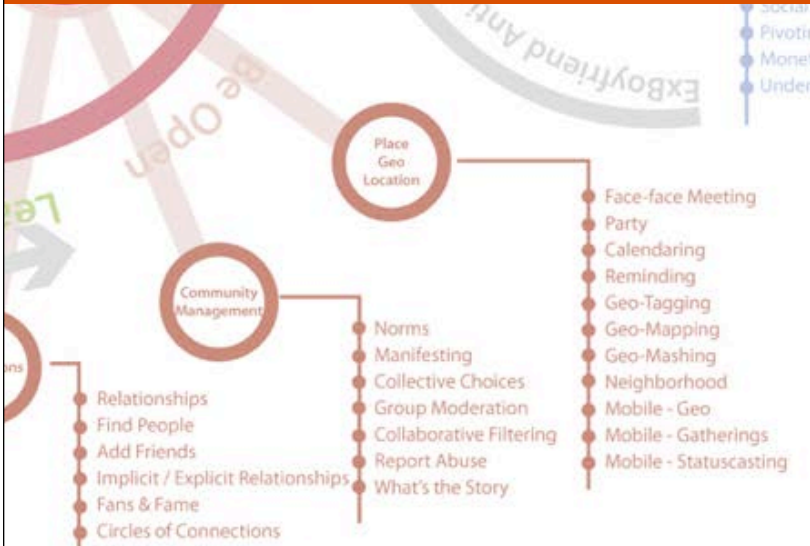 Social
ExBoyfriend Anti
Be Open
Place
Geo
Location
Face-face Meeting
Party
Calendaring
Reminding
Geo-Tagging
Geo-Mapping
Geo-Mashing
Neighborhood
Mobile - Geo
Mobile - Gatherings
Mobile - Statuscasting
Community
Management
Norms
Manifesting
Collective Choices
Group Moderation
Collaborative Filtering
Report Abuse
What's the Story
Relationships
Find People
Add Friends
Implicit / Explicit Relationships
Fans & Fame
Circles of Connections